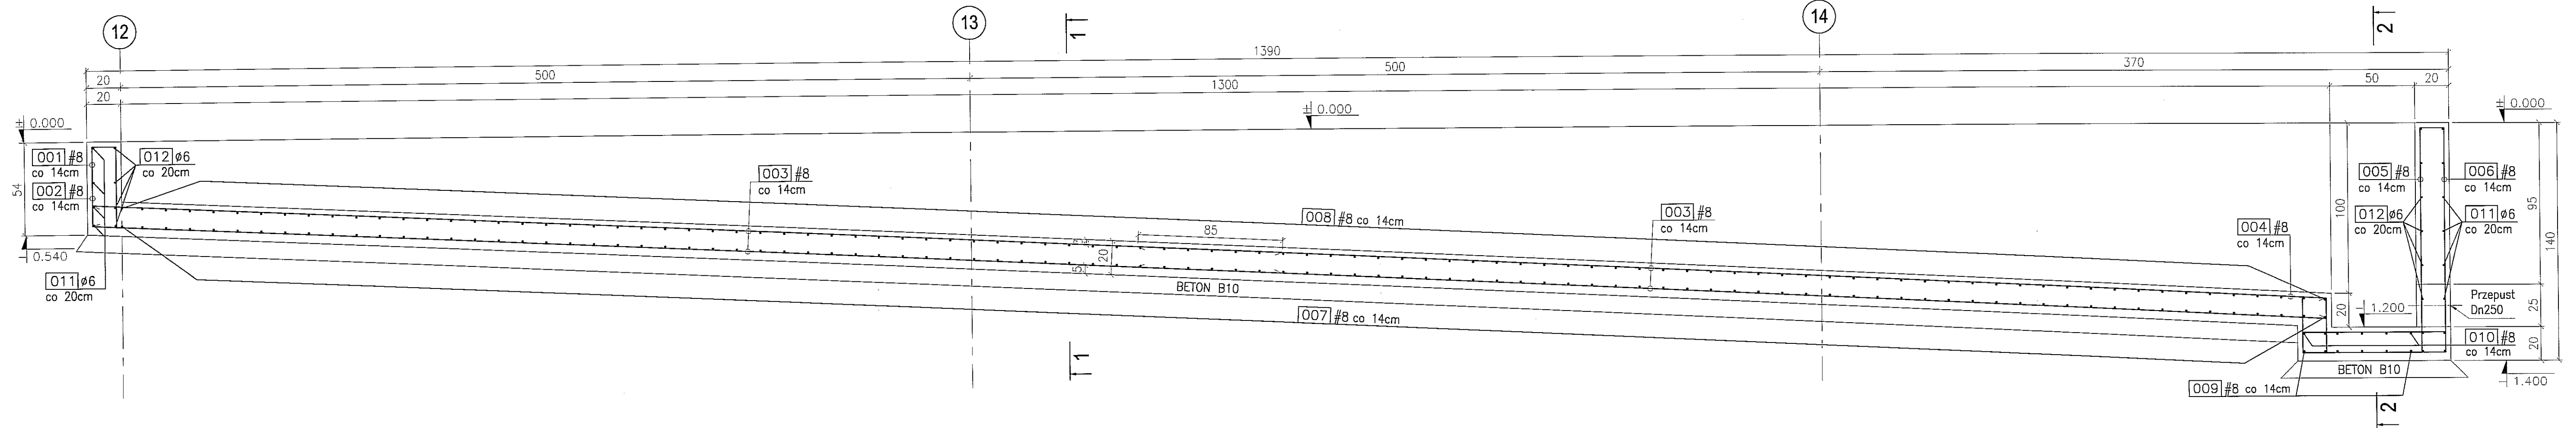 12
13
14
1
2
1390
20
500
500
370
20
1300
50
20
± 0.000
± 0.000
± 0.000
54
001 #8
co 14cm
002 #8
co 14cm
012 ø6
co 20cm
003 #8
co 14cm
008 #8 co 14cm
003 #8
co 14cm
004 #8
co 14cm
005 #8
co 14cm
006 #8
co 14cm
012 ø6
co 20cm
011 ø6
co 20cm
100
95
140
0.540
011 ø6
co 20cm
3
20
5
85
BETON B10
007 #8 co 14cm
20
1.200
Przepust
Dn250
25
20
010 #8
co 14cm
BETON B10
1.400
009 #8 co 14cm
1
2
20